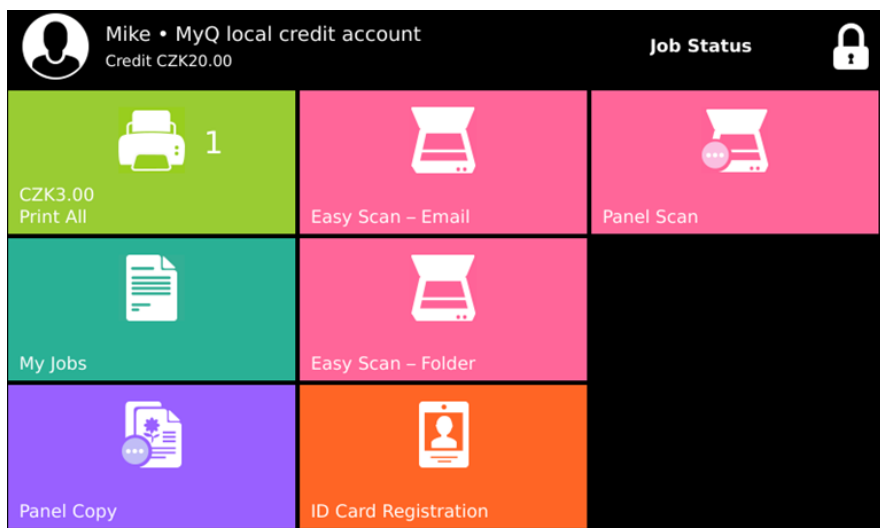 Mike • MyQ local credit account
Credit CZK20.00
Job Status
1
CZK3.00
Print All
Easy Scan – Email
Panel Scan
My Jobs
Easy Scan – Folder
Panel Copy
ID Card Registration